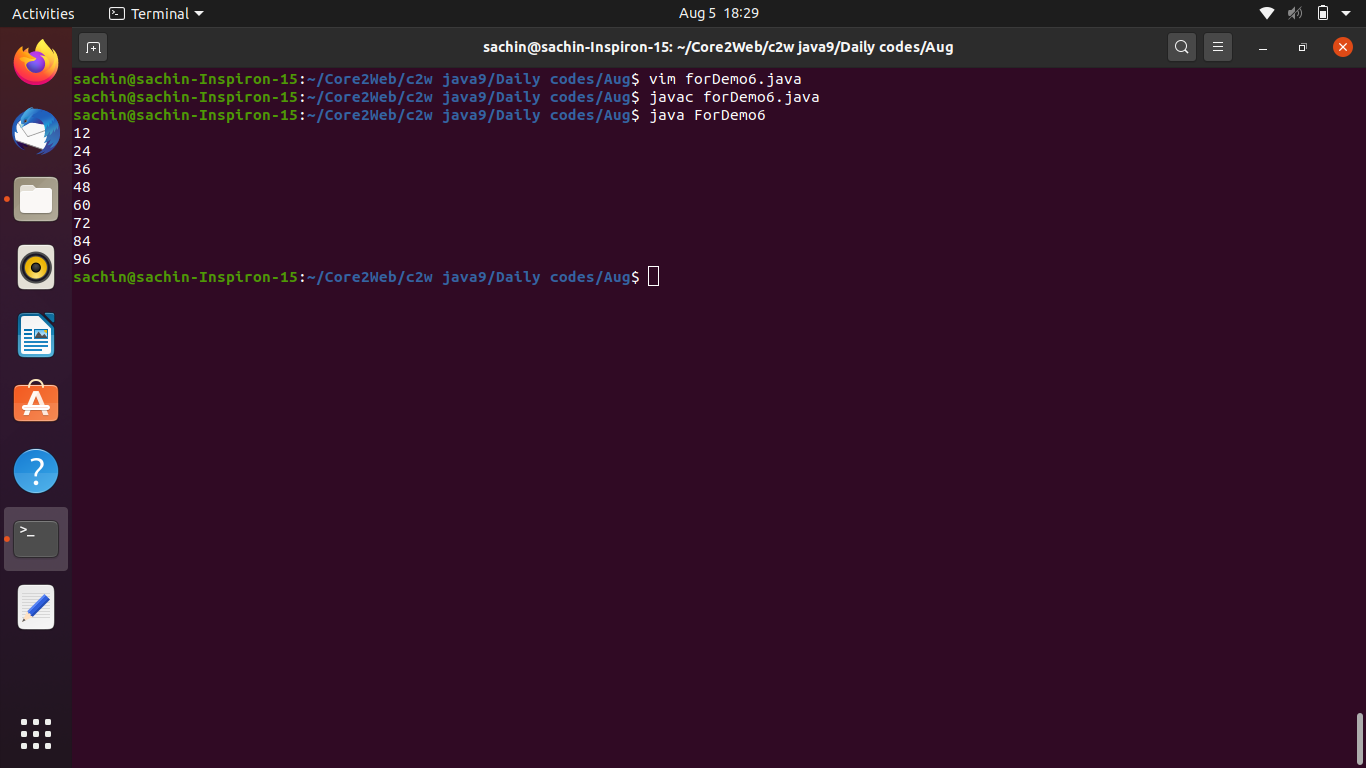 Activities Terminal Aug 5 18:29
sachin@sachin-Inspiron-15: ~/Core2Web/c2w java9/Daily codes/Aug
sachin@sachin-Inspiron-15:~/Core2Web/c2w java9/Daily codes/Aug$ vim forDemo6.java
sachin@sachin-Inspiron-15:~/Core2Web/c2w java9/Daily codes/Aug$ javac forDemo6.java
sachin@sachin-Inspiron-15:~/Core2Web/c2w java9/Daily codes/Aug$ java ForDemo6
12
24
36
48
60
72
84
96
sachin@sachin-Inspiron-15:~/Core2Web/c2w java9/Daily codes/Aug$